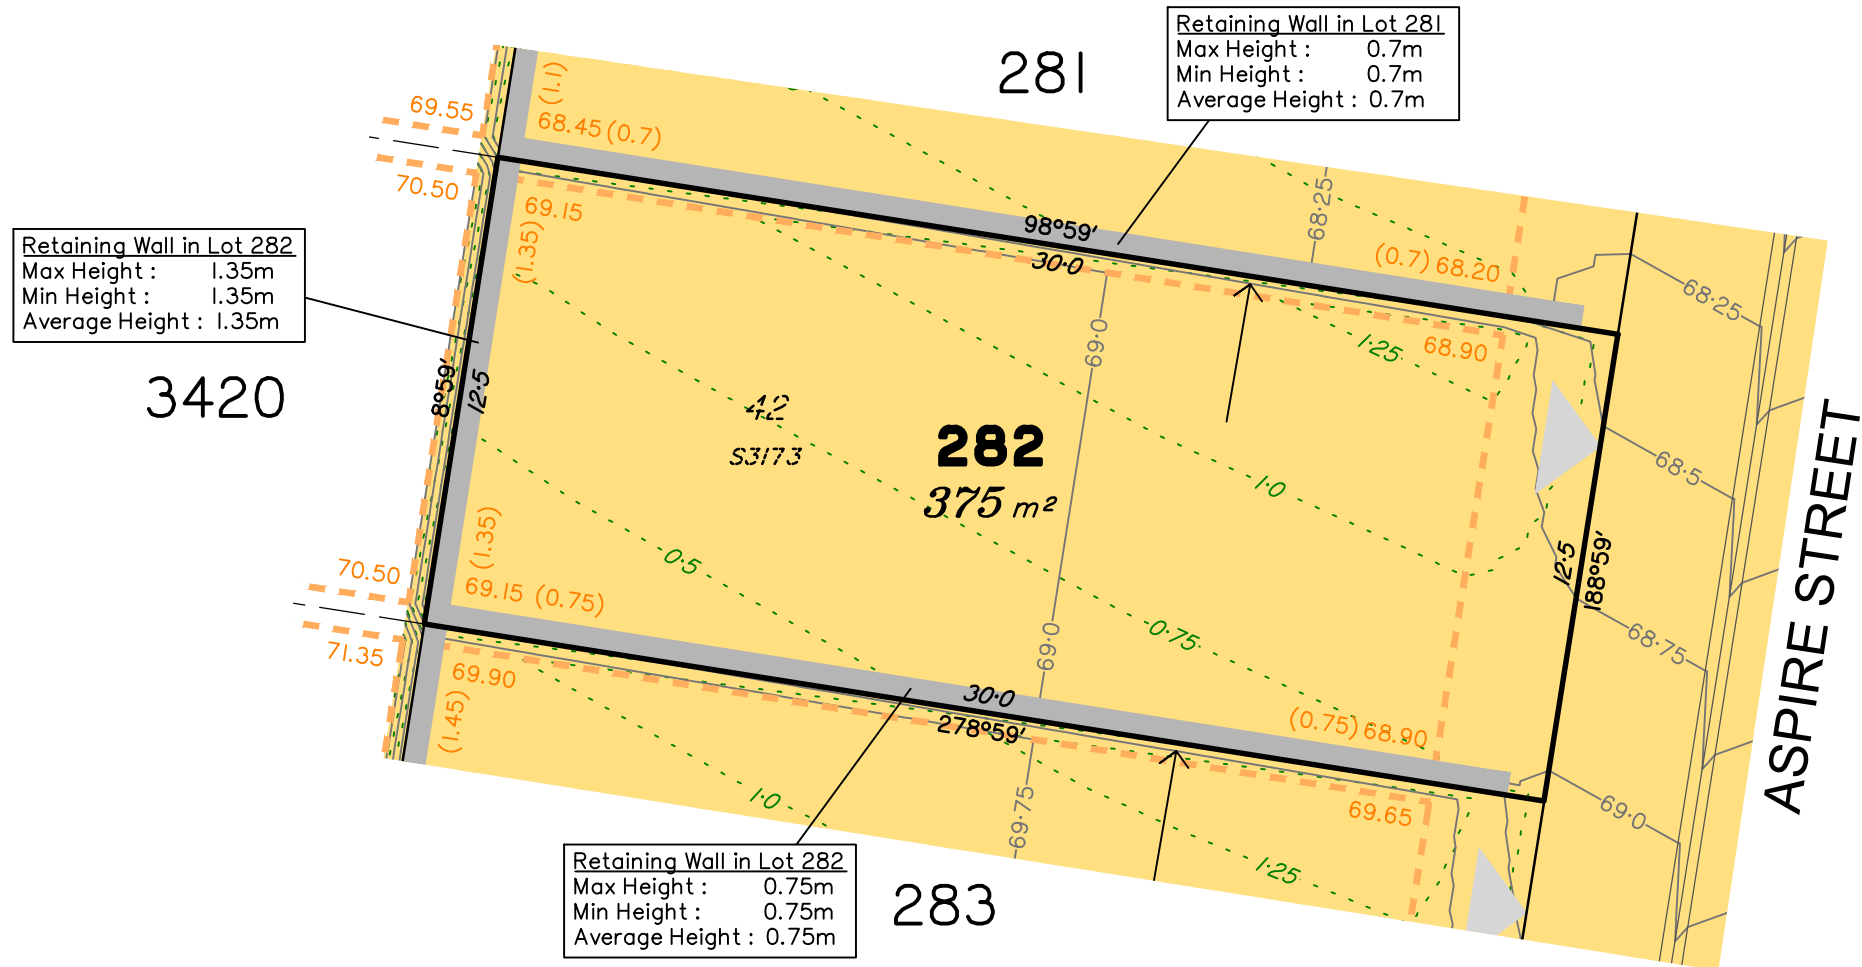 281
Retaining Wall in Lot 281
Max Height : 0.7m
Min Height : 0.7m
Average Height : 0.7m
69.55
(1.1)
68.45 (0.7)
70.50
69.15
(1.35)
98°59'
30·0
68·25
(0.7) 68.20
68·25
Retaining Wall in Lot 282
Max Height : 1.35m
Min Height : 1.35m
Average Height : 1.35m
69·0
1·25
68.90
3420
8°59'
12·5
42
S3173
282
375 m²
1·0
68·5
ASPIRE STREET
(1.35)
0·5
70.50
69.15 (0.75)
12·5
188°59'
69·0
0·75
68·75
71.35
69.90
(1.45)
30·0
278°59'
(0.75) 68.90
1·0
69·75
69.65
69·0
1·25
Retaining Wall in Lot 282
Max Height : 0.75m
Min Height : 0.75m
Average Height : 0.75m
283